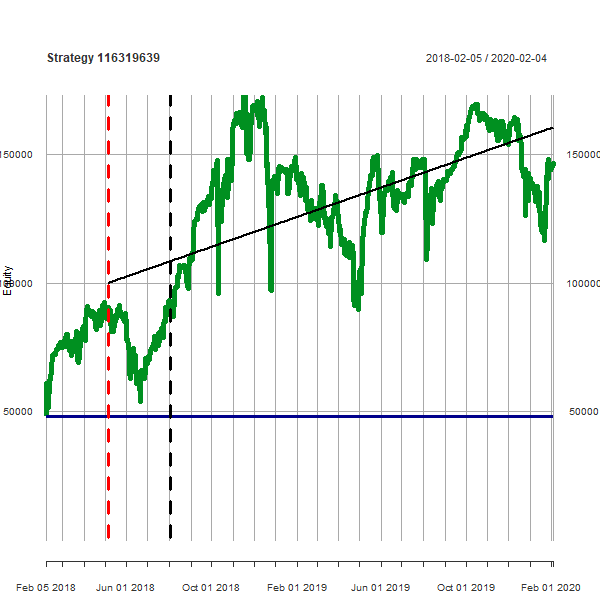 Strategy 116319639
2018-02-05 / 2020-02-04
150000 150000
100000 100000
Equity
50000 50000
Feb 05 2018 Jun 01 2018 Oct 01 2018 Feb 01 2019 Jun 01 2019 Oct 01 2019 Feb 01 2020